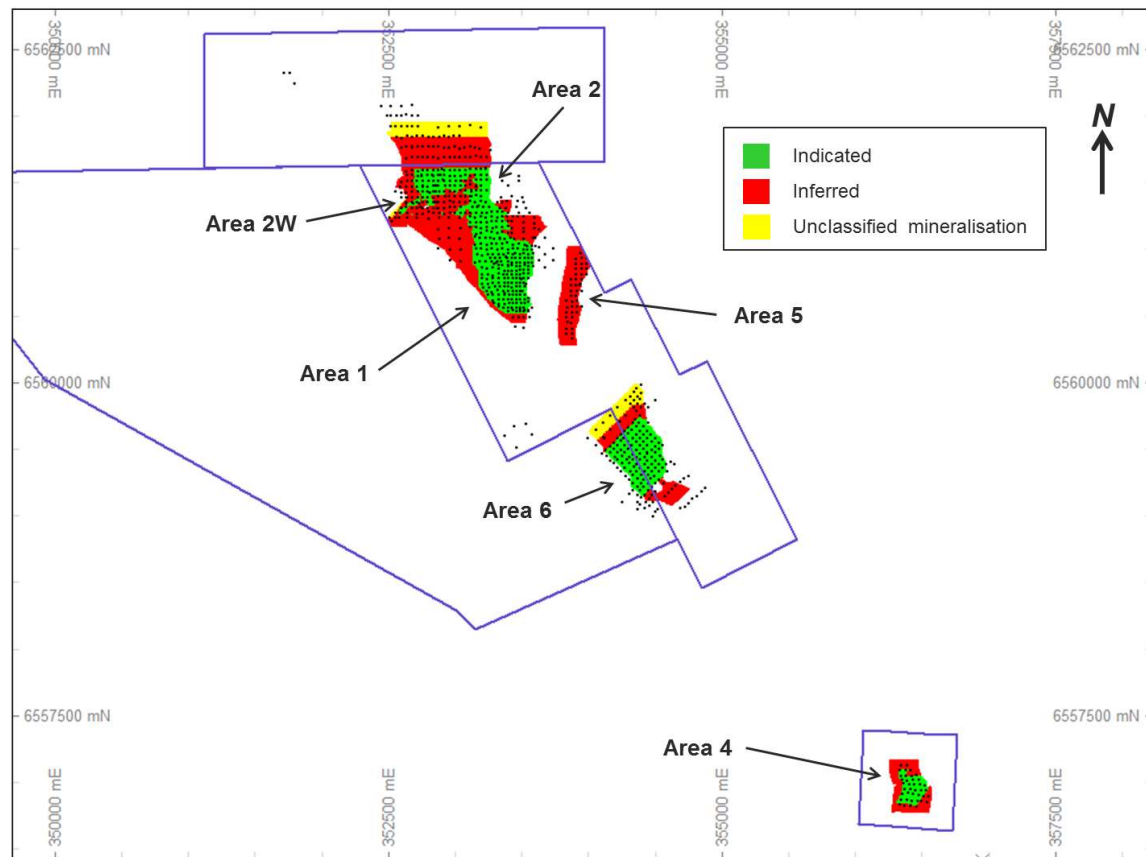 350000 mE
352500 mE
355000 mE
357500 mE
6562500 mN
6562500 mN
Area 2
N
Indicated
Inferred
Unclassified mineralisation
Area 2W
Area 5
Area 1
6560000 mN
6560000 mN
Area 6
6557500 mN
6557500 mN
Area 4
350000 mE
352500 mE
355000 mE
357500 mE